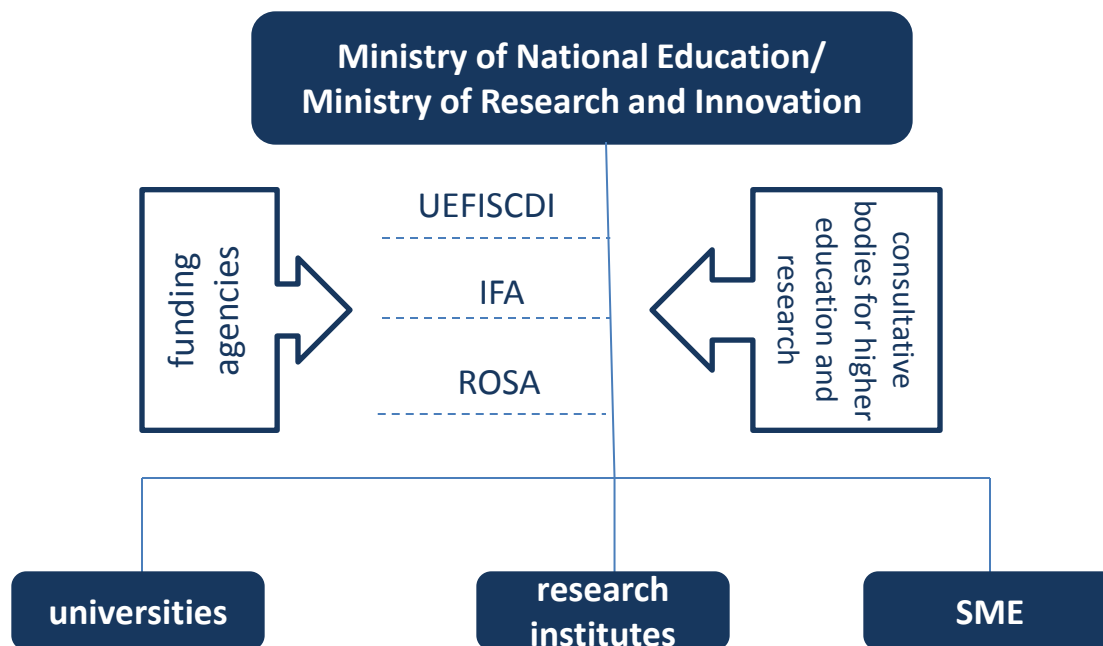 Ministry of National Education/
Ministry of Research and Innovation
funding
agencies
UEFISCDI
IFA
ROSA
consultative
bodies for higher
education and
research
universities
research
institutes
SME